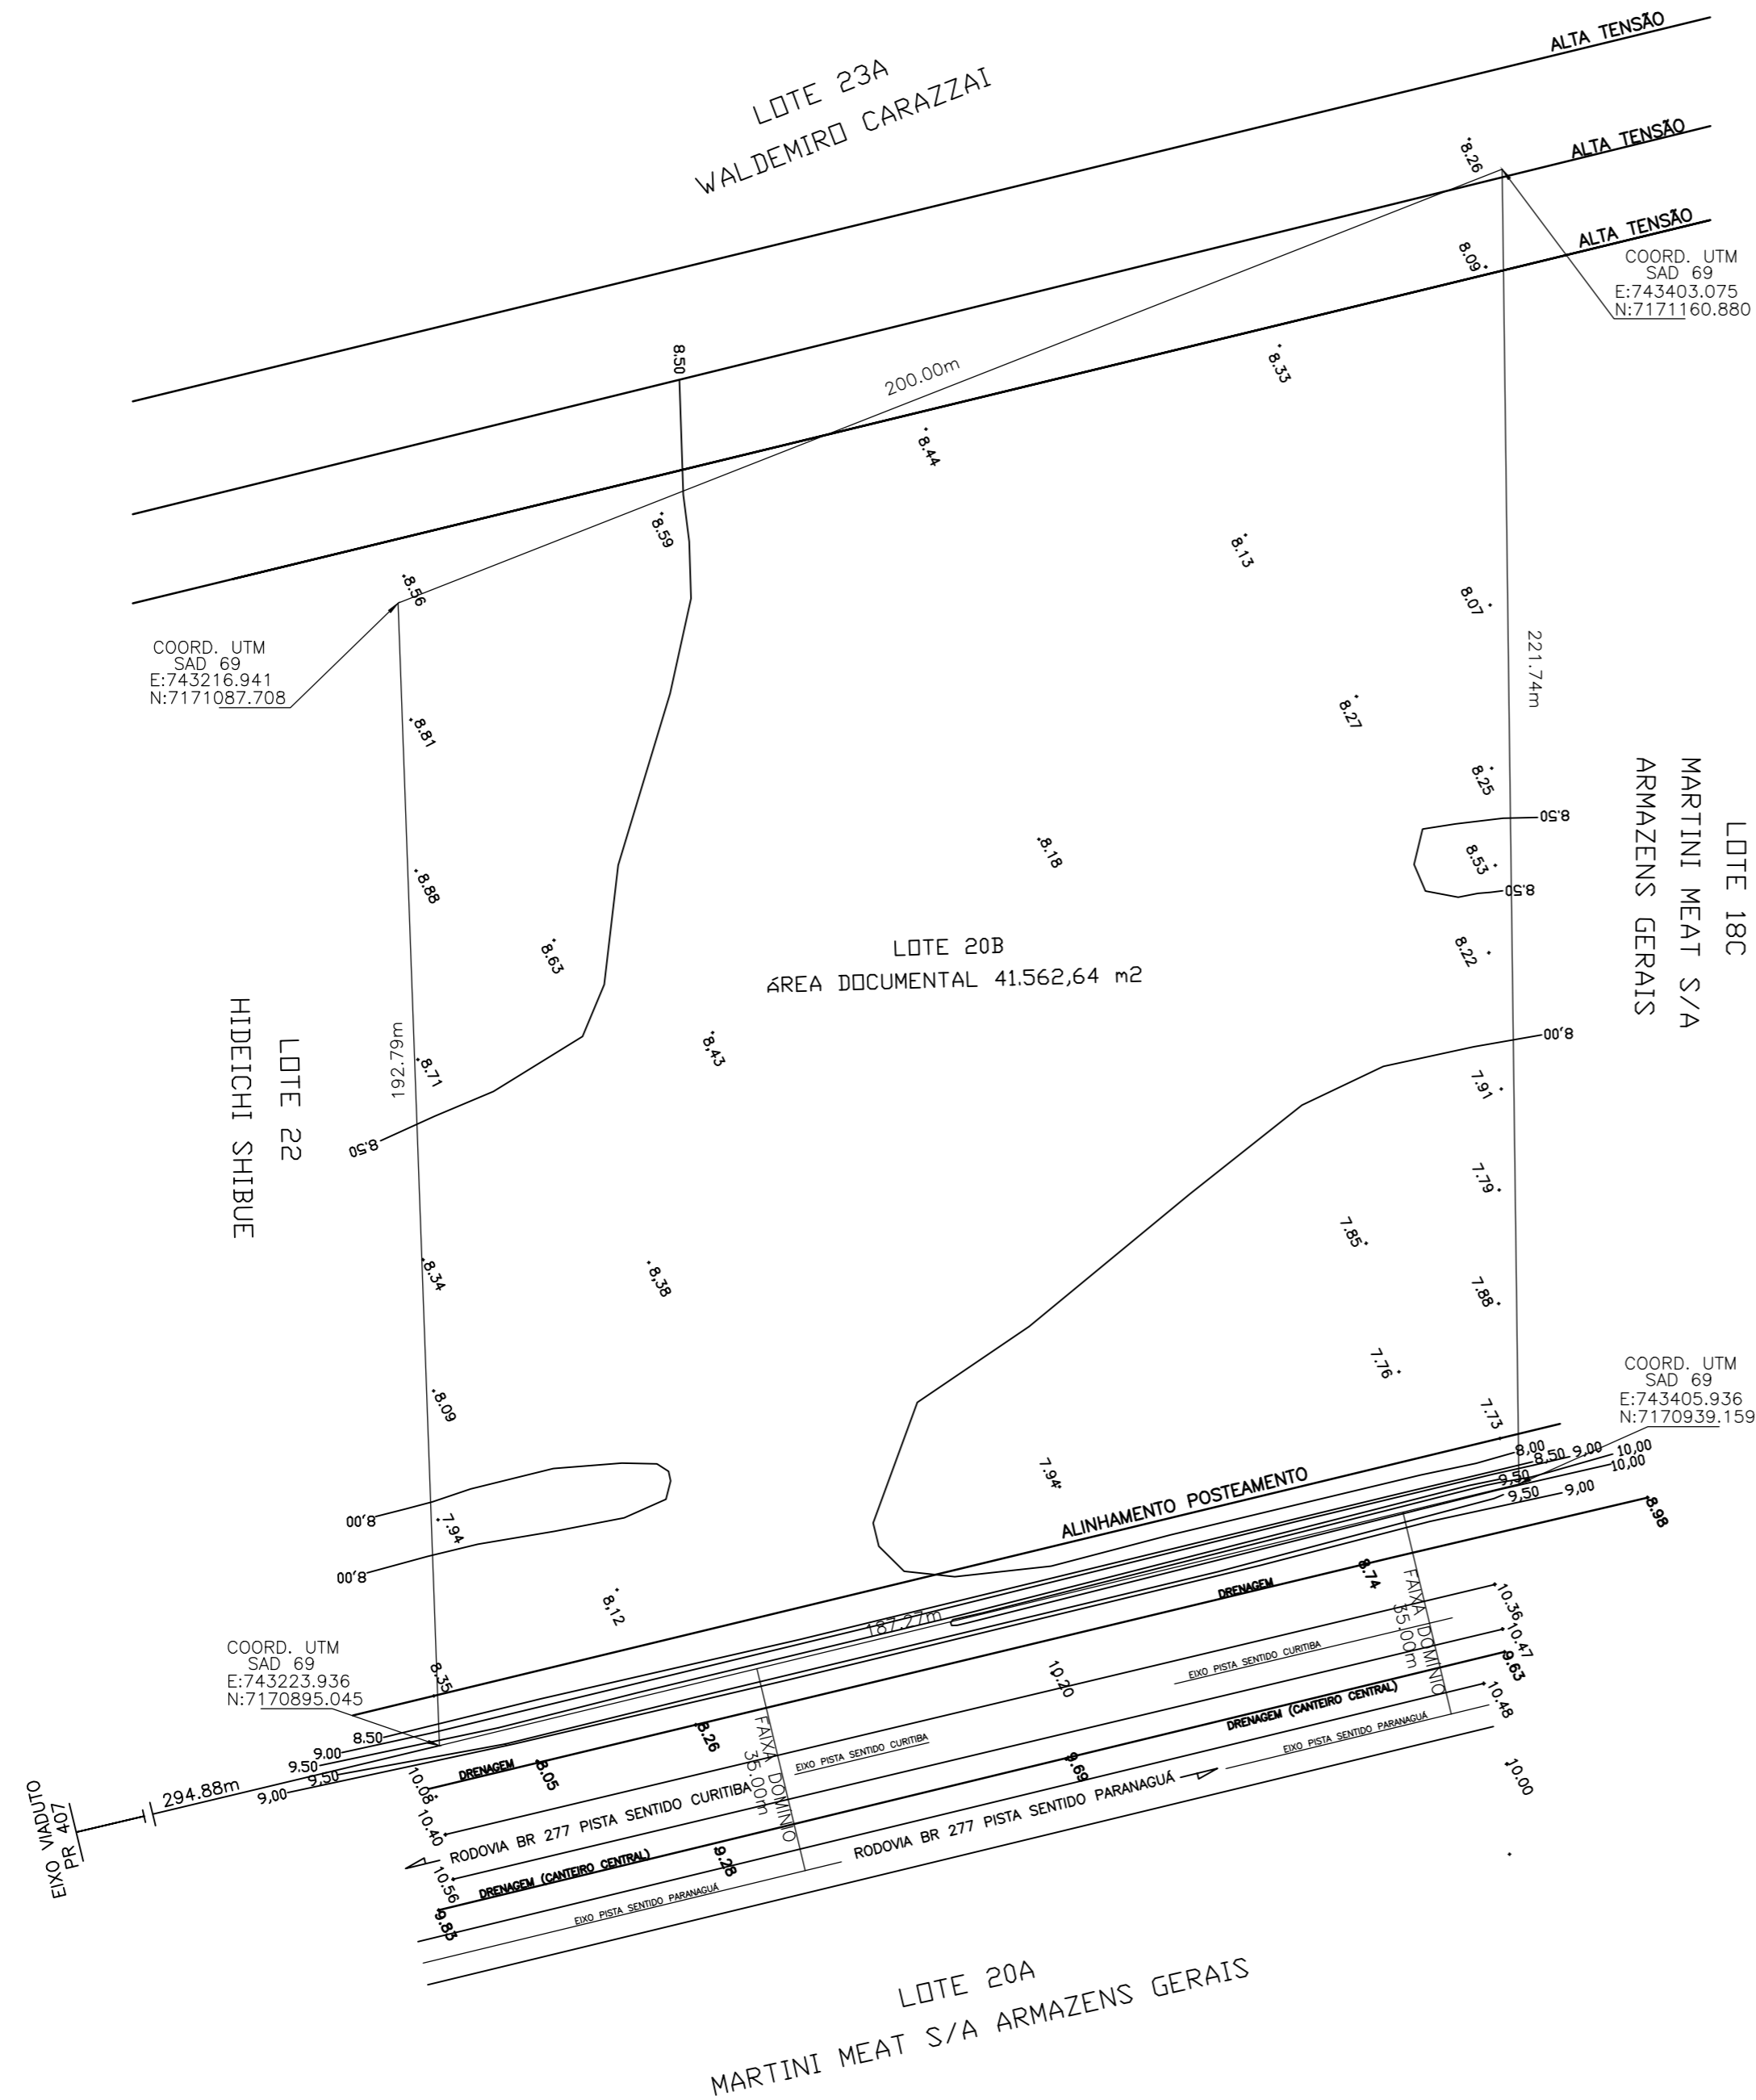 ALTA TENSÃO
LOTE 23A
WALDEMIRO CARAZZAI
ALTA TENSÃO
8.26
ALTA TENSÃO
8.09
COORD. UTM
SAD 69
E:743403.075
N:7171160.880
8.50
200.00m
8.33
8.44
8.59
8.13
8.56
8.07
COORD. UTM
SAD 69
E:743216.941
N:7171087.708
221.74m
8.81
8.27
8.25
8.50
8.18
8.53
8.88
8.50
LOTE 18C
MARTINI MEAT S/A
ARMAZENS GERAIS
8.63
LOTE 20B
ÁREA DOCUMENTAL 41.562,64 m2
8.22
8,43
8,00
192.79m
8.71
7.91
LOTE 22
HIDEICHI SHIBUE
8.50
7.79
7.85
8.34
8,38
7.88
7.76
COORD. UTM
SAD 69
E:743405.936
N:7170939.159
8.09
7.73
8,00
8.50
9,00
10,00
10,00
9,50
9,50
9,00
7.94
ALINHAMENTO POSTEAMENTO
8,00
7.94
8.98
8,00
8.74
FAIXA DOMINIO
35.00m
DRENAGEM
8,12
187.27m
10.36
10.47
9.63
COORD. UTM
SAD 69
E:743223.936
N:7170895.045
8.35
EIXO PISTA SENTIDO CURITIBA
10.20
DRENAGEM (CANTEIRO CENTRAL)
10.48
8.50
9.00
9.50
9,50
9,00
8.26
FAIXA DOMINIO
35.00m
EIXO PISTA SENTIDO CURITIBA
EIXO PISTA SENTIDO PARANAGUÁ
DRENAGEM
8.05
9.69
10.00
294.88m
EIXO VIADUTO
PR 407
10.08
10.40
RODOVIA BR 277 PISTA SENTIDO CURITIBA
RODOVIA BR 277 PISTA SENTIDO PARANAGUÁ
10.56
DRENAGEM (CANTEIRO CENTRAL)
9.28
9.83
EIXO PISTA SENTIDO PARANAGUÁ
LOTE 20A
MARTINI MEAT S/A ARMAZENS GERAIS